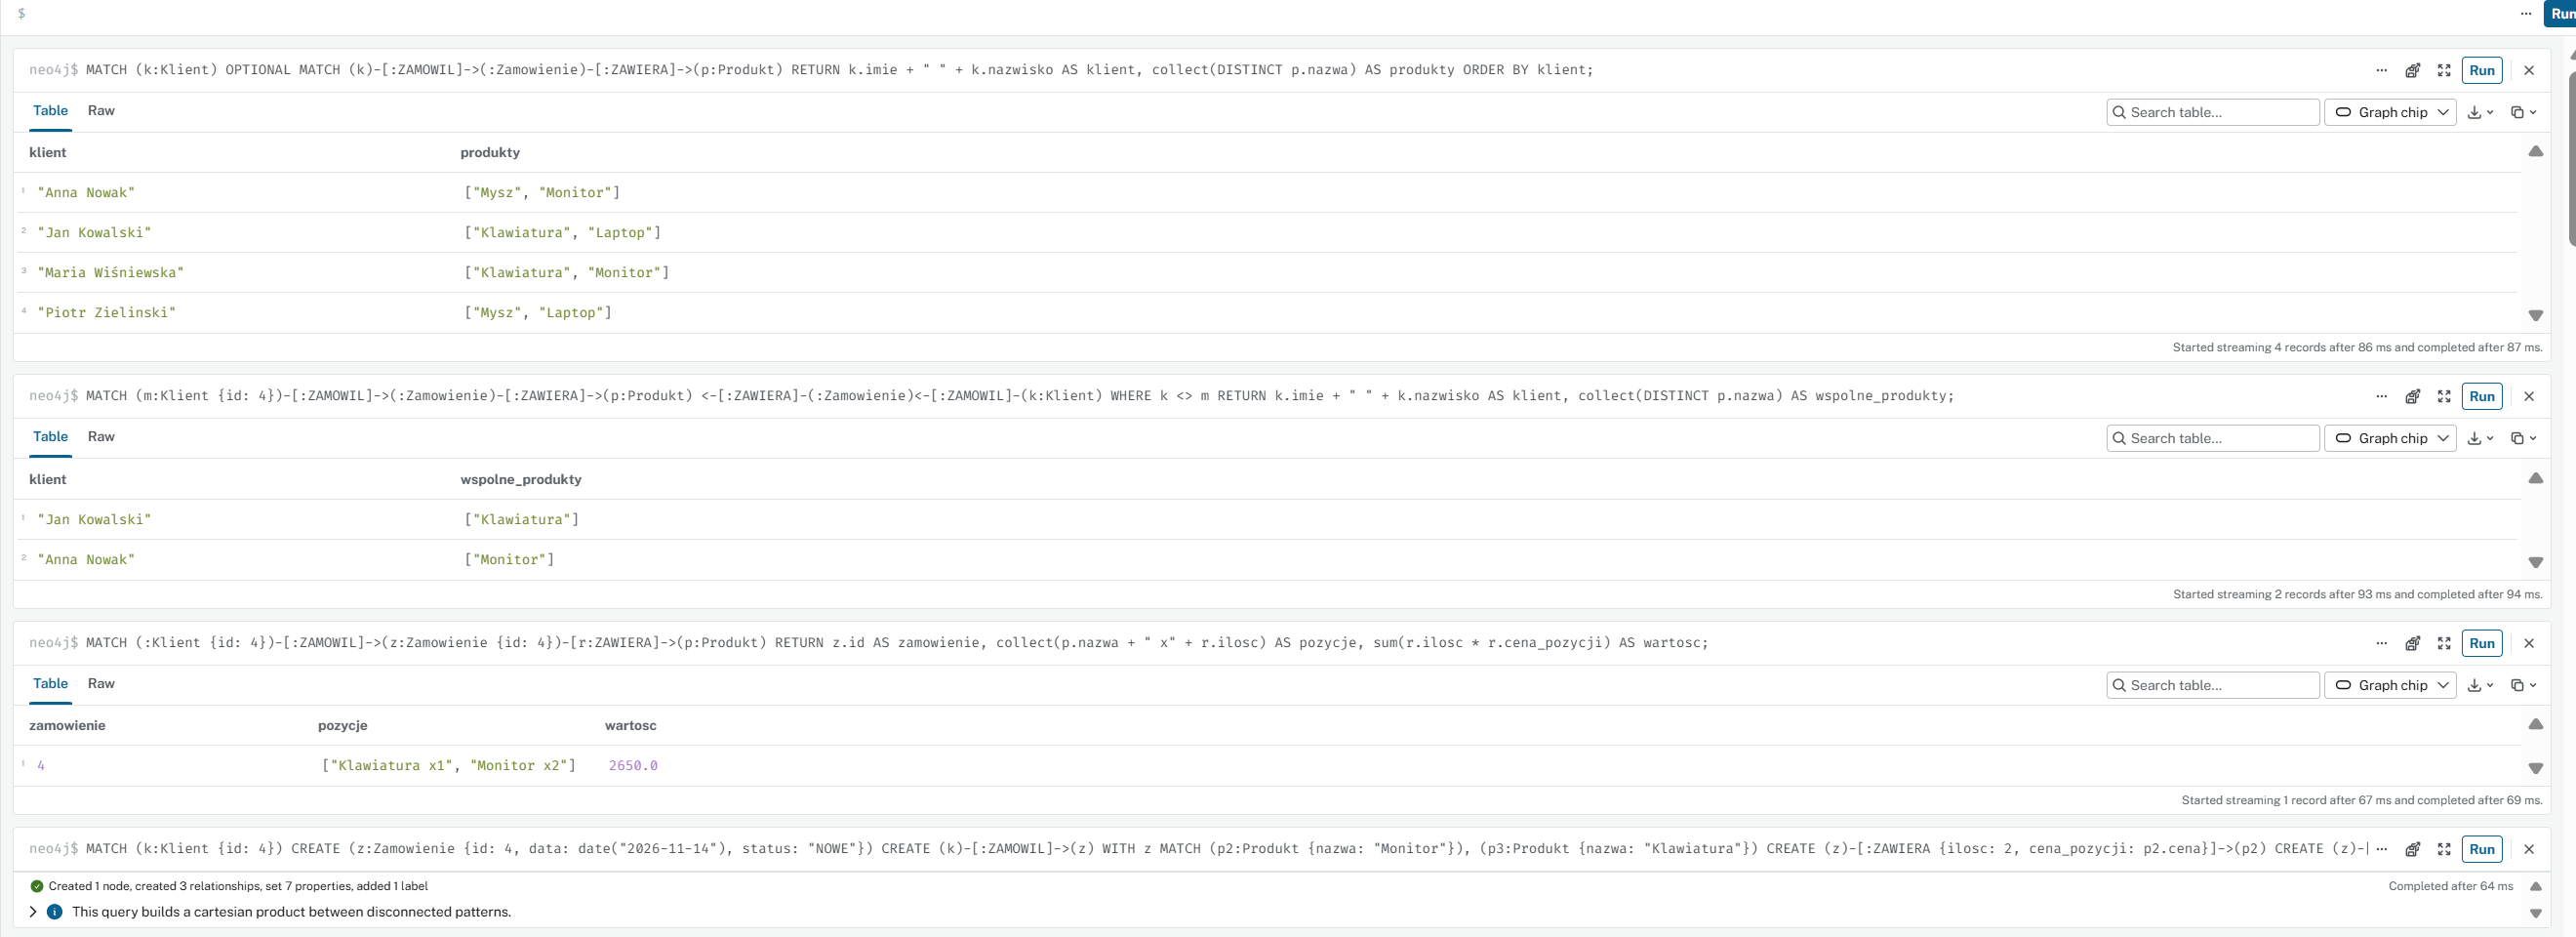 $ ... Run
neo4j$ MATCH (k:Klient) OPTIONAL MATCH (k)-[:ZAMOWIL]->(:Zamowienie)-[:ZAWIERA]->(p:Produkt) RETURN k.imie + " " + k.nazwisko AS klient, collect(DISTINCT p.nazwa) AS produkty ORDER BY klient; ... Run
Table Raw Search table... Graph chip
klient produkty
1 "Anna Nowak" ["Mysz", "Monitor"]
2 "Jan Kowalski" ["Klawiatura", "Laptop"]
3 "Maria Wiśniewska" ["Klawiatura", "Monitor"]
4 "Piotr Zielinski" ["Mysz", "Laptop"]
Started streaming 4 records after 86 ms and completed after 87 ms.
neo4j$ MATCH (m:Klient {id: 4})-[:ZAMOWIL]->(:Zamowienie)-[:ZAWIERA]->(p:Produkt) <-[:ZAWIERA]-(:Zamowienie)<-[:ZAMOWIL]-(k:Klient) WHERE k <> m RETURN k.imie + " " + k.nazwisko AS klient, collect(DISTINCT p.nazwa) AS wspolne_produkty; ... Run
Table Raw Search table... Graph chip
klient wspolne_produkty
1 "Jan Kowalski" ["Klawiatura"]
2 "Anna Nowak" ["Monitor"]
Started streaming 2 records after 93 ms and completed after 94 ms.
neo4j$ MATCH (:Klient {id: 4})-[:ZAMOWIL]->(z:Zamowienie {id: 4})-[r:ZAWIERA]->(p:Produkt) RETURN z.id AS zamowienie, collect(p.nazwa + " x" + r.ilosc) AS pozycje, sum(r.ilosc * r.cena_pozycji) AS wartosc; ... Run
Table Raw Search table... Graph chip
zamowienie pozycje wartosc
1 4 ["Klawiatura x1", "Monitor x2"] 2650.0
Started streaming 1 record after 67 ms and completed after 69 ms.
neo4j$ MATCH (k:Klient {id: 4}) CREATE (z:Zamowienie {id: 4, data: date("2026-11-14"), status: "NOWE"}) CREATE (k)-[:ZAMOWIL]->(z) WITH z MATCH (p2:Produkt {nazwa: "Monitor"}), (p3:Produkt {nazwa: "Klawiatura"}) CREATE (z)-[:ZAWIERA {ilosc: 2, cena_pozycji: p2.cena}]->(p2) CREATE (z)-[ ... Run
Created 1 node, created 3 relationships, set 7 properties, added 1 label Completed after 64 ms
This query builds a cartesian product between disconnected patterns.